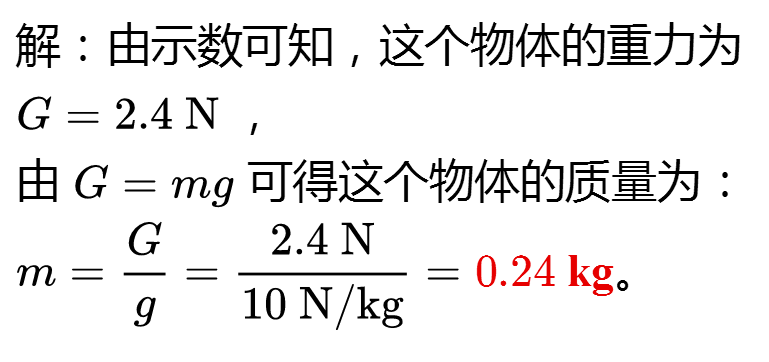 解：由示数可知，这个物体的重力为
G = 2.4 N ，
由 G = mg 可得这个物体的质量为：
m = G/g = 2.4 N/10 N/kg = 0.24 kg。